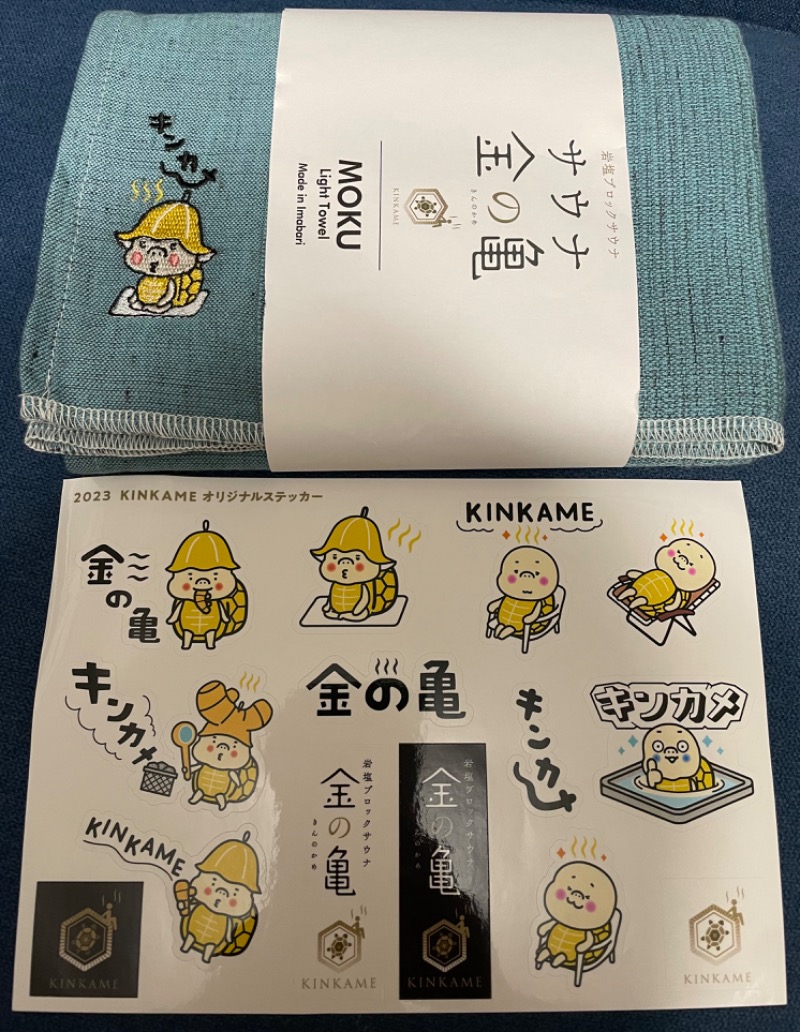 キンカメ
岩塩ブロックサウナ
サウナ
金の亀
きんのかめ
KINKAME
MOKU
Light Towel
Made in Imabari
2023 KINKAME オリジナルステッカー
金の亀
KINKAME
キンカメ
金の亀
キンカメ
キンカメ
KINKAME
岩塩ブロックサウナ
金の亀
きんのかめ
KINKAME
岩塩ブロックサウナ
金の亀
きんのかめ
KINKAME
KINKAME
KINKAME